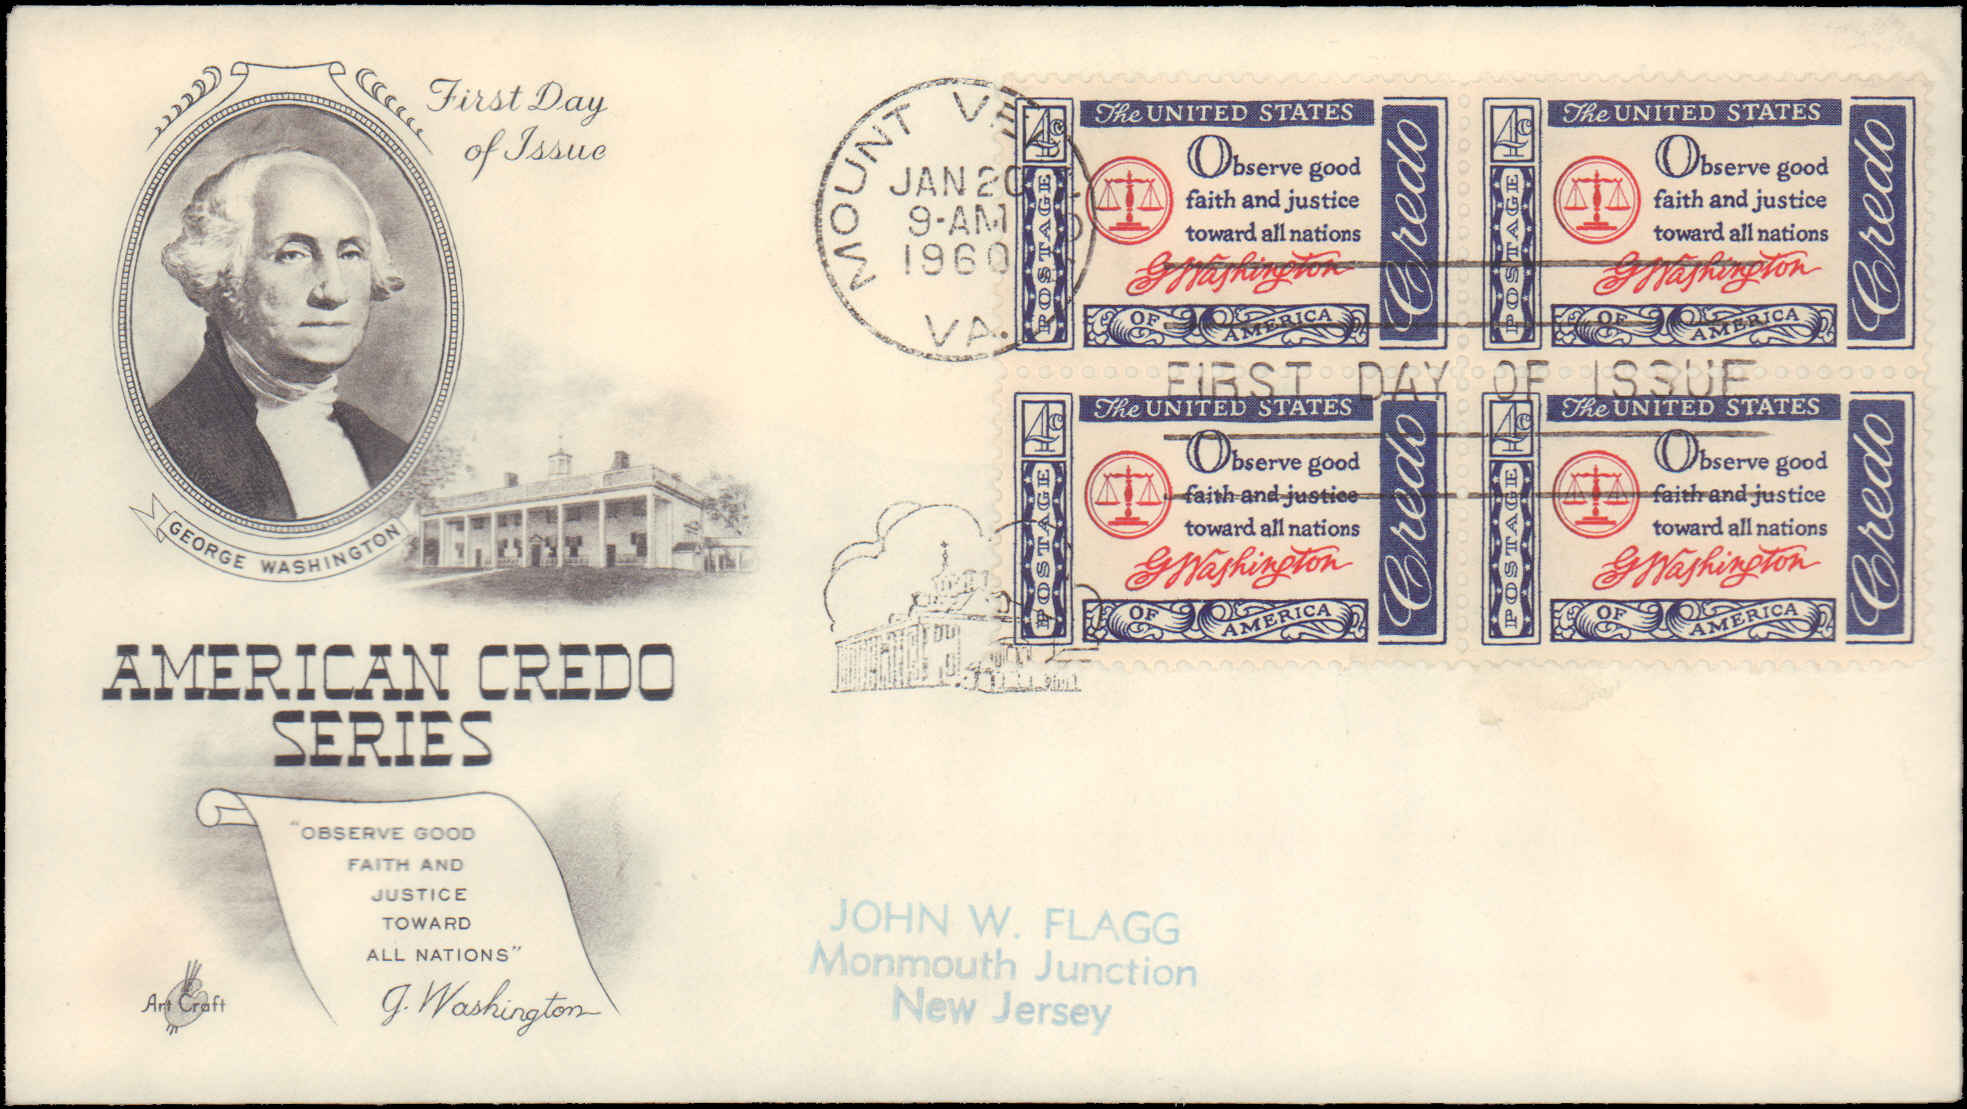 First Day
of Issue
GEORGE WASHINGTON
AMERICAN CREDO
SERIES
"OBSERVE GOOD
FAITH AND
JUSTICE
TOWARD
ALL NATIONS"
G. Washington
Art Craft
MOUNT
JAN 20
9-AM
1960
VA.
FIRST DAY OF ISSUE
4c
POSTAGE
The UNITED STATES
Observe good
faith and justice
toward all nations
G Washington
OF AMERICA
Credo
4c
POSTAGE
The UNITED STATES
Observe good
faith and justice
toward all nations
G Washington
OF AMERICA
Credo
4c
POSTAGE
The UNITED STATES
Observe good
faith and justice
toward all nations
G Washington
OF AMERICA
Credo
4c
POSTAGE
The UNITED STATES
Observe good
faith and justice
toward all nations
G Washington
OF AMERICA
Credo
JOHN W. FLAGG
Monmouth Junction
New Jersey